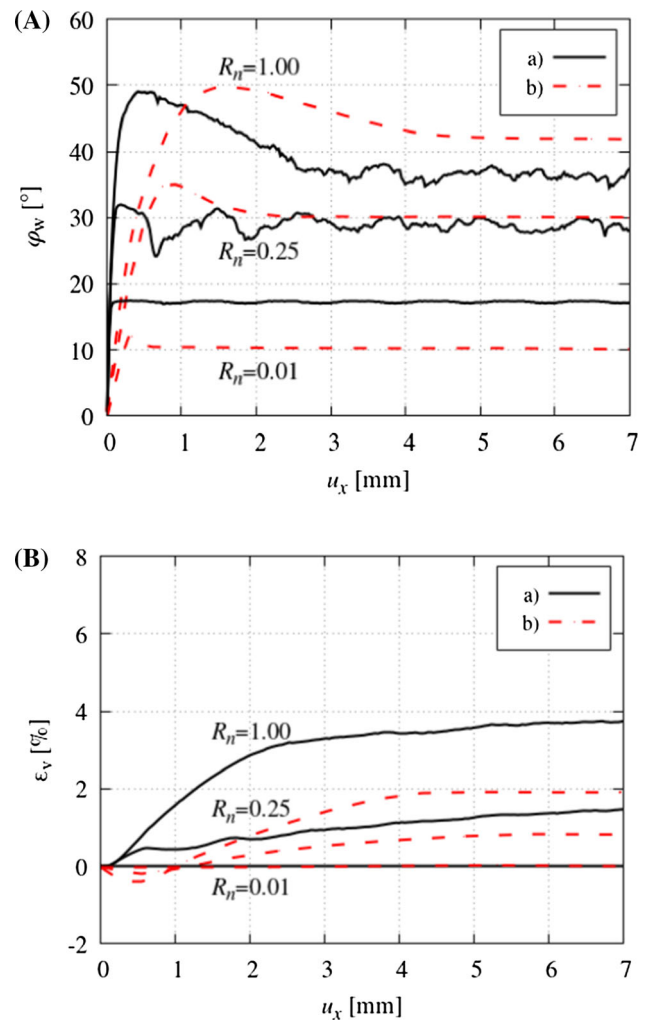 (A)
60
50
40
30
20
10
0
φw [°]
Rn=1.00
Rn=0.25
Rn=0.01
a)
b)
0 1 2 3 4 5 6 7
ux [mm]
(B)
8
6
4
2
0
-2
εv [%]
Rn=1.00
Rn=0.25
Rn=0.01
a)
b)
0 1 2 3 4 5 6 7
ux [mm]